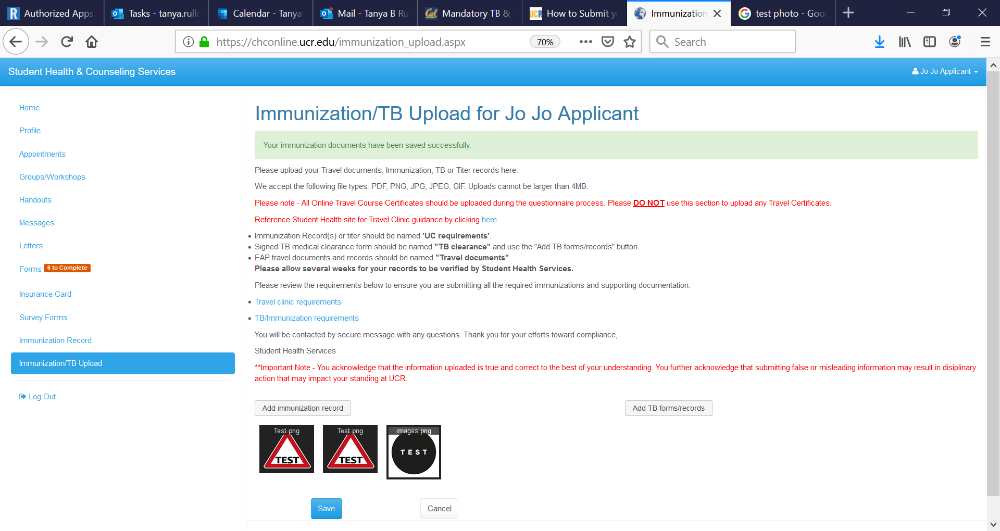 Authorized Apps
Tasks - tanya.rull
Calendar - Tanya
Mail - Tanya B Ru
Cal
Mandatory TB &
UCR
How to Submit y
Immunization
test photo - Goo
https://chconline.ucr.edu/immunization_upload.aspx
70%
Search
Student Health & Counseling Services
Jo Jo Applicant
Home
Profile
Appointments
Groups/Workshops
Handouts
Messages
Letters
Forms 6 to Complete
Insurance Card
Survey Forms
Immunization Record
Immunization/TB Upload
Log Out
Immunization/TB Upload for Jo Jo Applicant
Your immunization documents have been saved successfully.
Please upload your Travel documents, Immunization, TB or Titer records here.
We accept the following file types: PDF, PNG, JPG, JPEG, GIF. Uploads cannot be larger than 4MB.
Please note - All Online Travel Course Certificates should be uploaded during the questionnaire process. Please DO NOT use this section to upload any Travel Certificates.
Reference Student Health site for Travel Clinic guidance by clicking here.
• Immunization Record(s) or titer should be named 'UC requirements'.
• Signed TB medical clearance form should be named "TB clearance" and use the "Add TB forms/records" button.
• EAP travel documents and records should be named "Travel documents".
Please allow several weeks for your records to be verified by Student Health Services.
Please review the requirements below to ensure you are submitting all the required immunizations and supporting documentation:
• Travel clinic requirements
• TB/Immunization requirements
You will be contacted by secure message with any questions. Thank you for your efforts toward compliance,
Student Health Services
**Important Note - You acknowledge that the information uploaded is true and correct to the best of your understanding. You further acknowledge that submitting false or misleading information may result in disiplinary
action that may impact your standing at UCR.
Add immunization record
Add TB forms/records
Test.png
TEST
Test.png
TEST
images.png
TEST
Save
Cancel